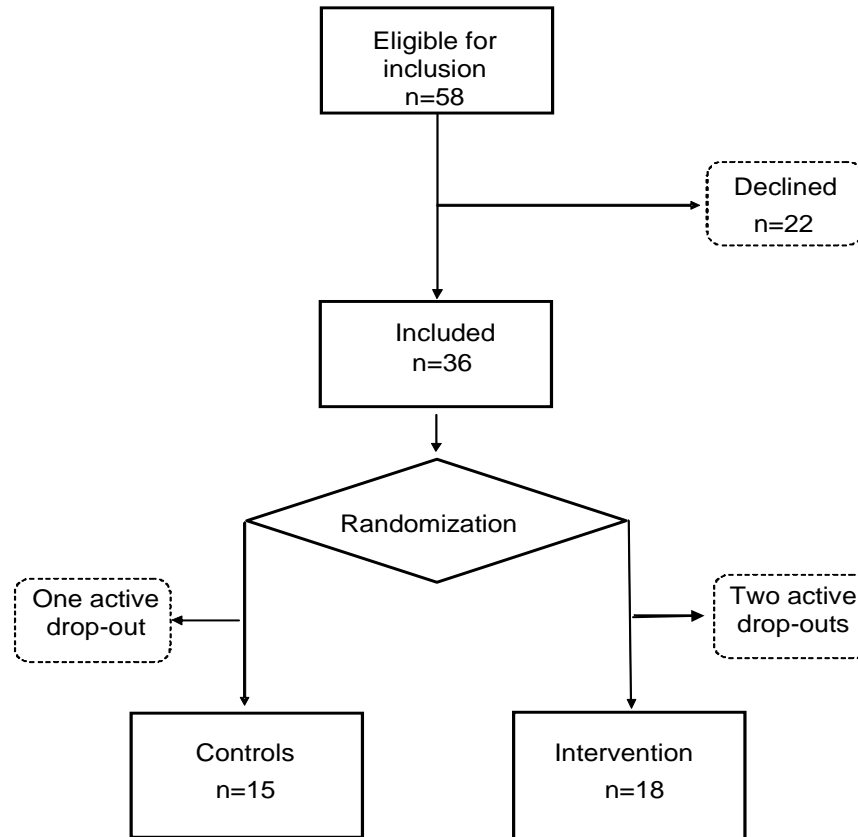 Eligible for
inclusion
n=58
Declined
n=22
Included
n=36
Randomization
One active
drop-out
Two active
drop-outs
Controls
n=15
Intervention
n=18